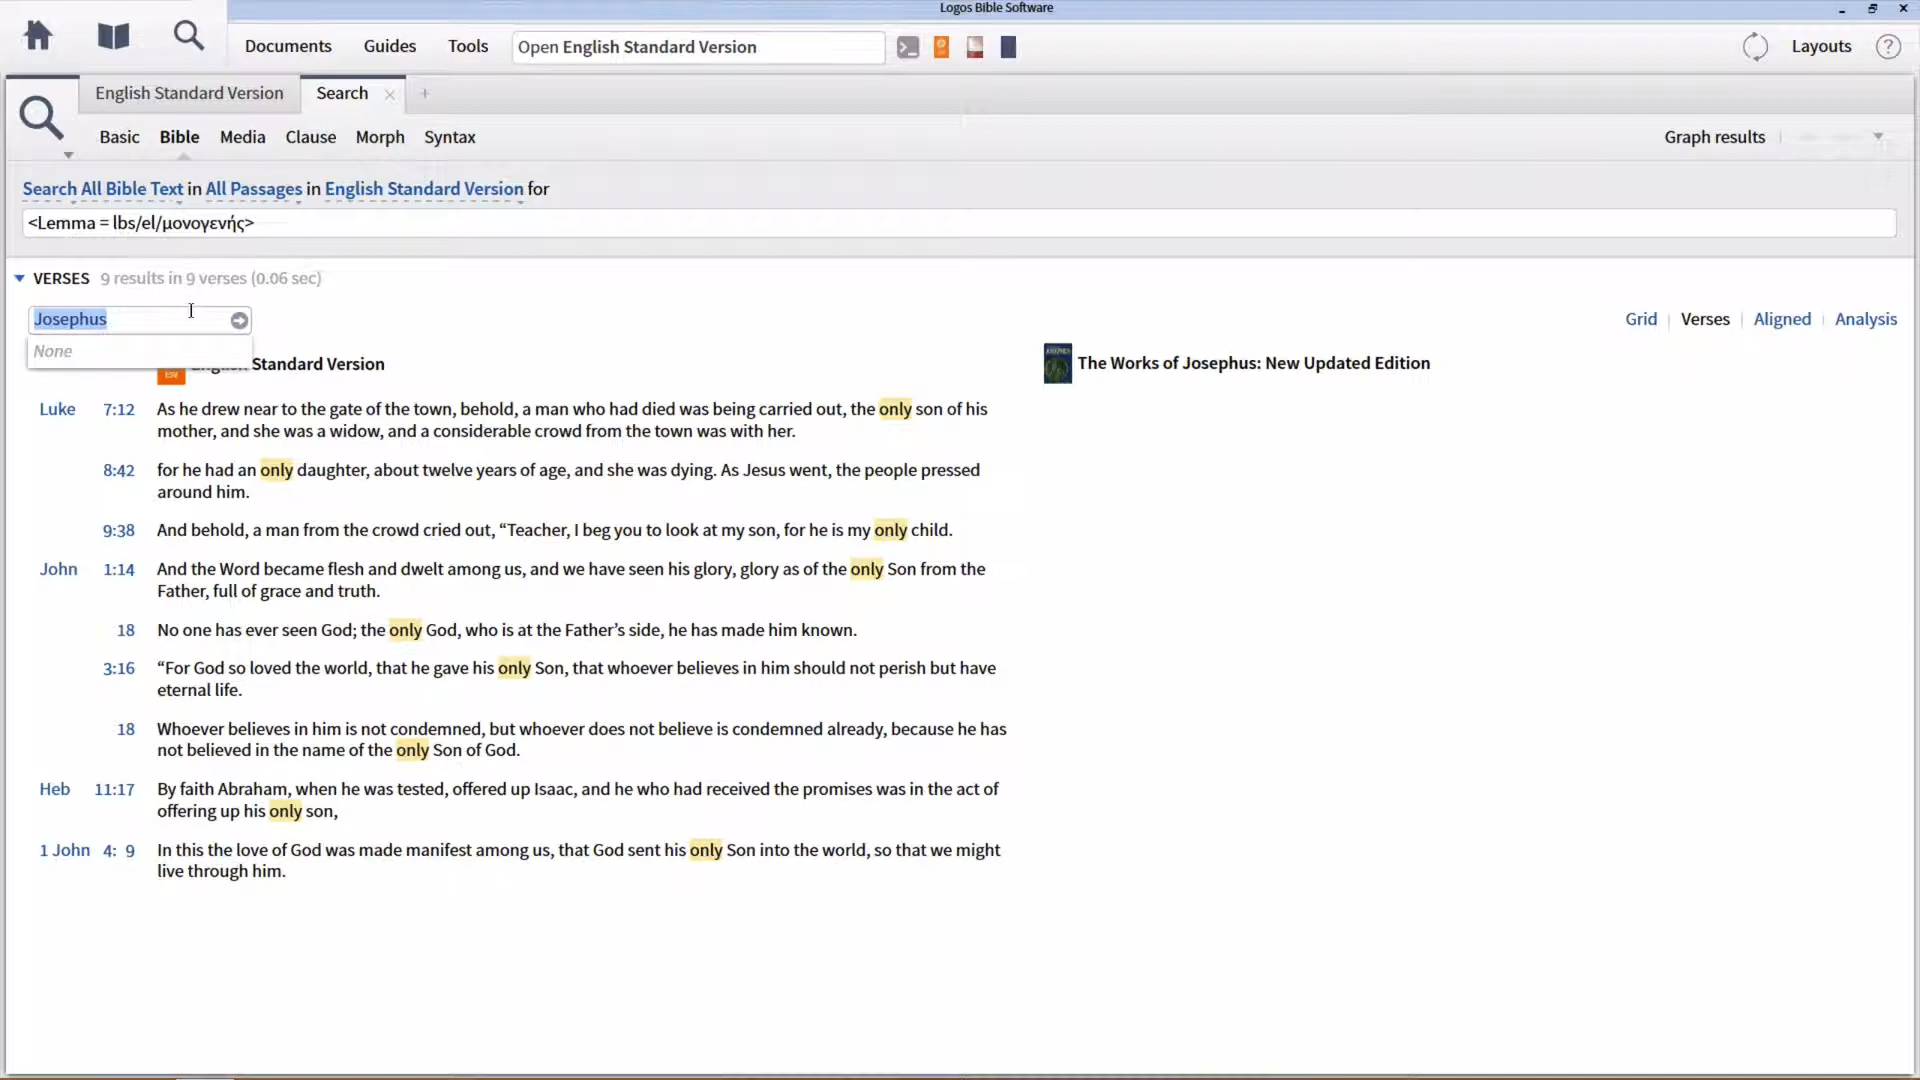 Logos Bible Software
Documents Guides Tools Open English Standard Version Layouts ?
English Standard Version Search
Basic Bible Media Clause Morph Syntax Graph results
Search All Bible Text in All Passages in English Standard Version for
<Lemma = lbs/el/μονογενής>
VERSES 9 results in 9 verses (0.06 sec)
Josephus Grid Verses Aligned Analysis
None
ESV English Standard Version The Works of Josephus: New Updated Edition
Luke 7:12 As he drew near to the gate of the town, behold, a man who had died was being carried out, the only son of his
mother, and she was a widow, and a considerable crowd from the town was with her.
8:42 for he had an only daughter, about twelve years of age, and she was dying. As Jesus went, the people pressed
around him.
9:38 And behold, a man from the crowd cried out, “Teacher, I beg you to look at my son, for he is my only child.
John 1:14 And the Word became flesh and dwelt among us, and we have seen his glory, glory as of the only Son from the
Father, full of grace and truth.
18 No one has ever seen God; the only God, who is at the Father’s side, he has made him known.
3:16 “For God so loved the world, that he gave his only Son, that whoever believes in him should not perish but have
eternal life.
18 Whoever believes in him is not condemned, but whoever does not believe is condemned already, because he has
not believed in the name of the only Son of God.
Heb 11:17 By faith Abraham, when he was tested, offered up Isaac, and he who had received the promises was in the act of
offering up his only son,
1 John 4: 9 In this the love of God was made manifest among us, that God sent his only Son into the world, so that we might
live through him.